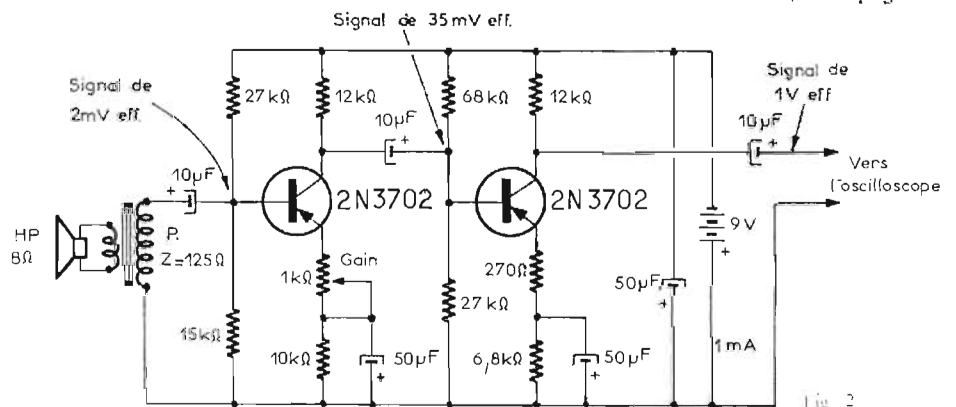 Signal de 35mV eff.
Signal de
2mV eff.
27kΩ
12kΩ
68kΩ
12kΩ
Signal de
1V eff
10µF
+
10µF
+
10µF
+
2N3702
2N3702
Vers
l'oscilloscope
HP
8Ω
P.
Z=125Ω
1kΩ
Gain
270Ω
9V
+
27kΩ
50µF
+
15kΩ
10kΩ
50µF
+
6,8kΩ
50µF
+
1mA